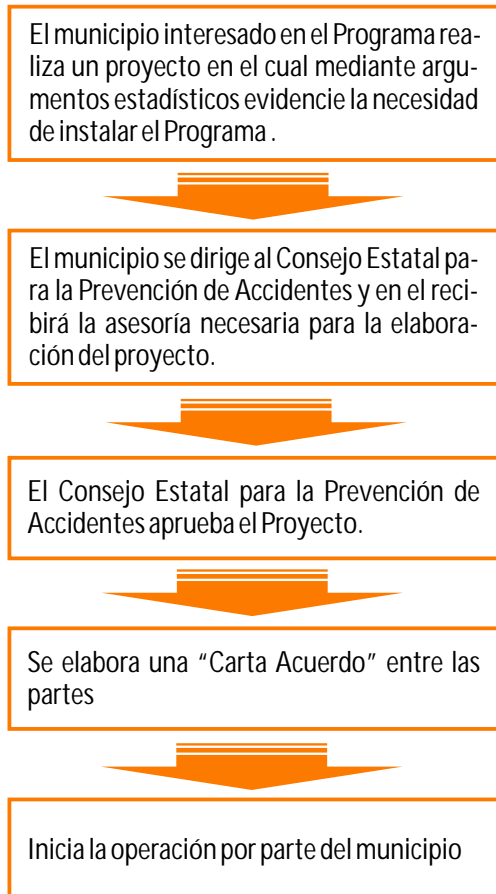 El municipio interesado en el Programa rea-
liza un proyecto en el cual mediante argu-
mentos estadísticos evidencie la necesidad
de instalar el Programa .
El municipio se dirige al Consejo Estatal pa-
ra la Prevención de Accidentes y en el reci-
birá la asesoría necesaria para la elabora-
ción del proyecto.
El Consejo Estatal para la Prevención de
Accidentes aprueba el Proyecto.
Se elabora una “Carta Acuerdo” entre las
partes
Inicia la operación por parte del municipio